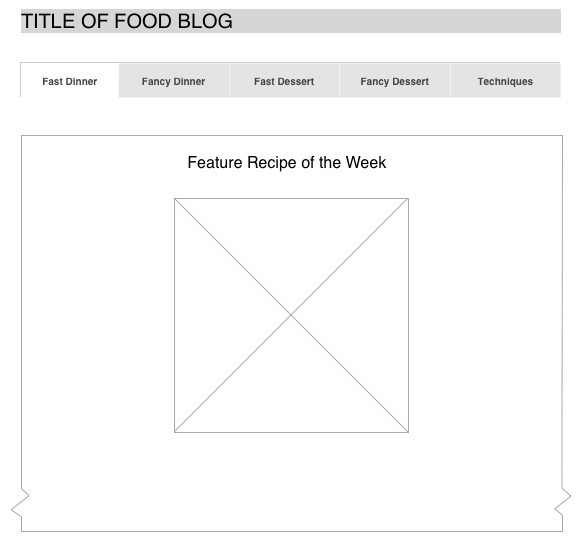 TITLE OF FOOD BLOG
Fast Dinner Fancy Dinner Fast Dessert Fancy Dessert Techniques
Feature Recipe of the Week